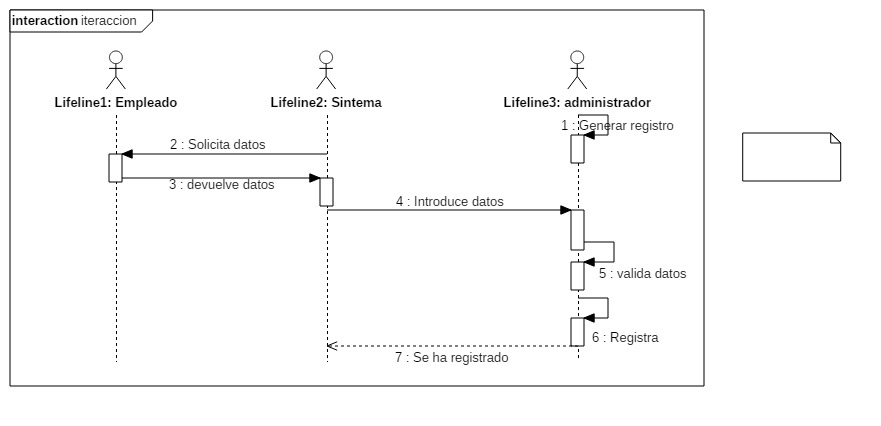 interaction iteraccion
Lifeline1: Empleado
Lifeline2: Sintema
Lifeline3: administrador
1 : Generar registro
2 : Solicita datos
3 : devuelve datos
4 : Introduce datos
5 : valida datos
6 : Registra
7 : Se ha registrado